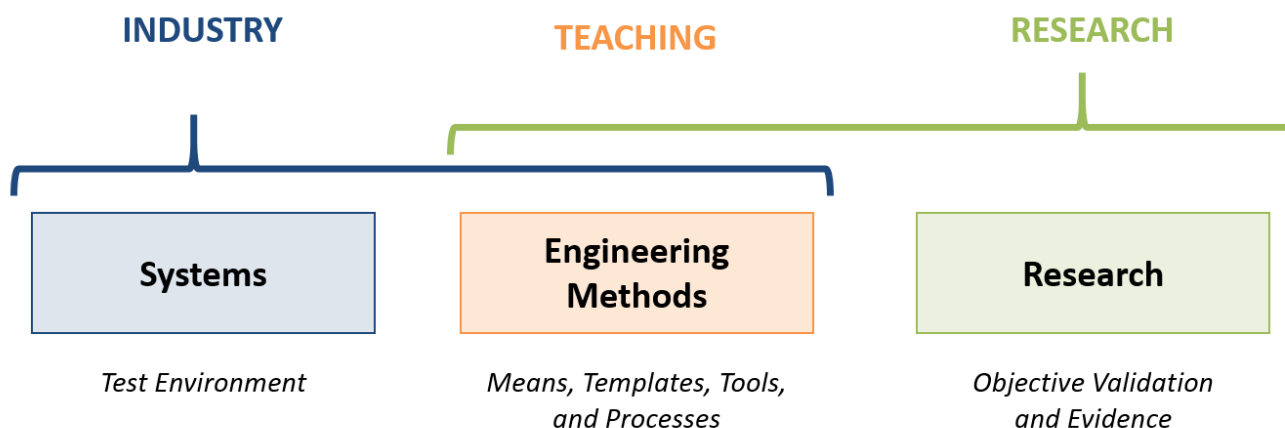 INDUSTRY
TEACHING
RESEARCH
Systems
Engineering
Methods
Research
Test Environment
Means, Templates, Tools,
and Processes
Objective Validation
and Evidence